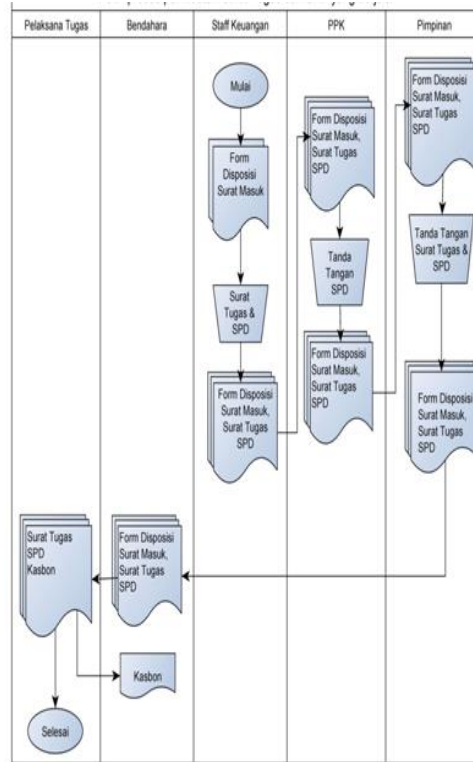 Pelaksana Tugas
Bendahara
Staff Keuangan
PPK
Pimpinan
Mulai
Form
Disposisi
Surat Masuk
Surat
Tugas &
SPD
Form Disposisi
Surat Masuk,
Surat Tugas
SPD
Form Disposisi
Surat Masuk,
Surat Tugas
SPD
Tanda
Tangan
SPD
Form Disposisi
Surat Masuk,
Surat Tugas
SPD
Form Disposisi
Surat Masuk,
Surat Tugas
SPD
Tanda Tangan
Surat Tugas &
SPD
Form Disposisi
Surat Masuk,
Surat Tugas
SPD
Form Disposisi
Surat Masuk,
Surat Tugas
SPD
Surat Tugas
SPD
Kasbon
Kasbon
Selesai